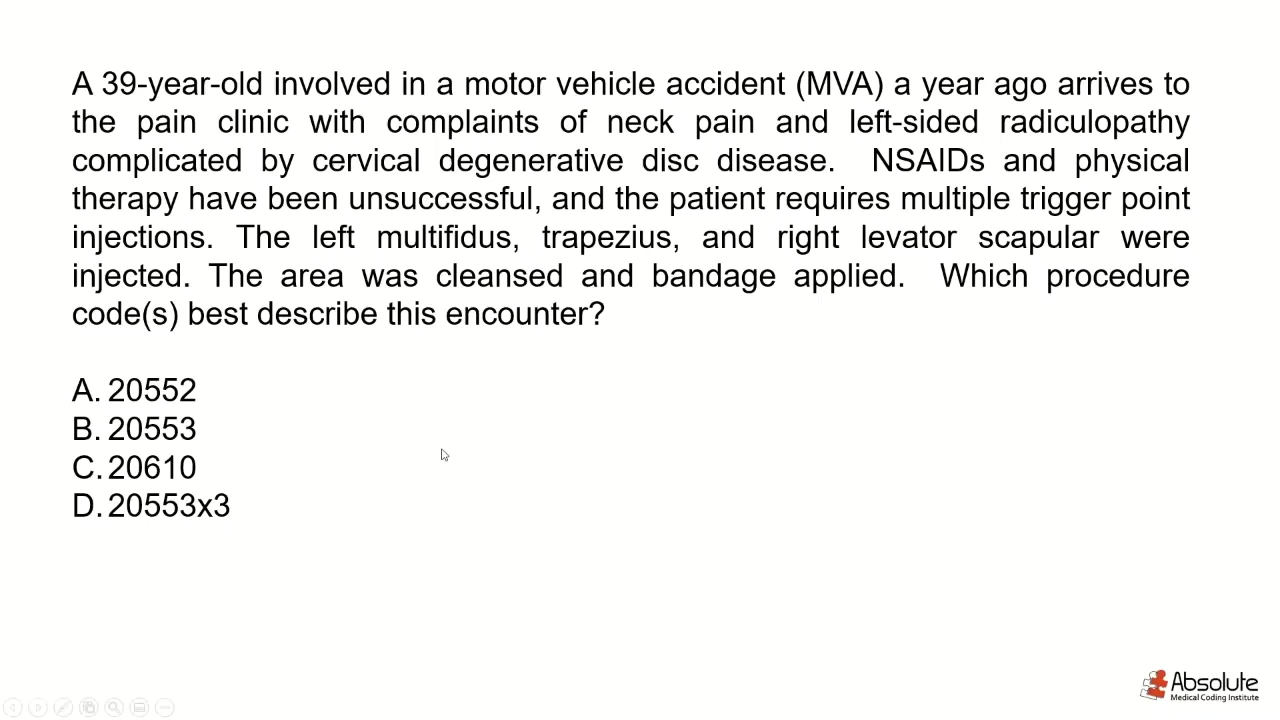 A 39-year-old involved in a motor vehicle accident (MVA) a year ago arrives to
the pain clinic with complaints of neck pain and left-sided radiculopathy
complicated by cervical degenerative disc disease. NSAIDs and physical
therapy have been unsuccessful, and the patient requires multiple trigger point
injections. The left multifidus, trapezius, and right levator scapular were
injected. The area was cleansed and bandage applied. Which procedure
code(s) best describe this encounter?
A. 20552
B. 20553
C. 20610
D. 20553x3
Absolute
Medical Coding Institute